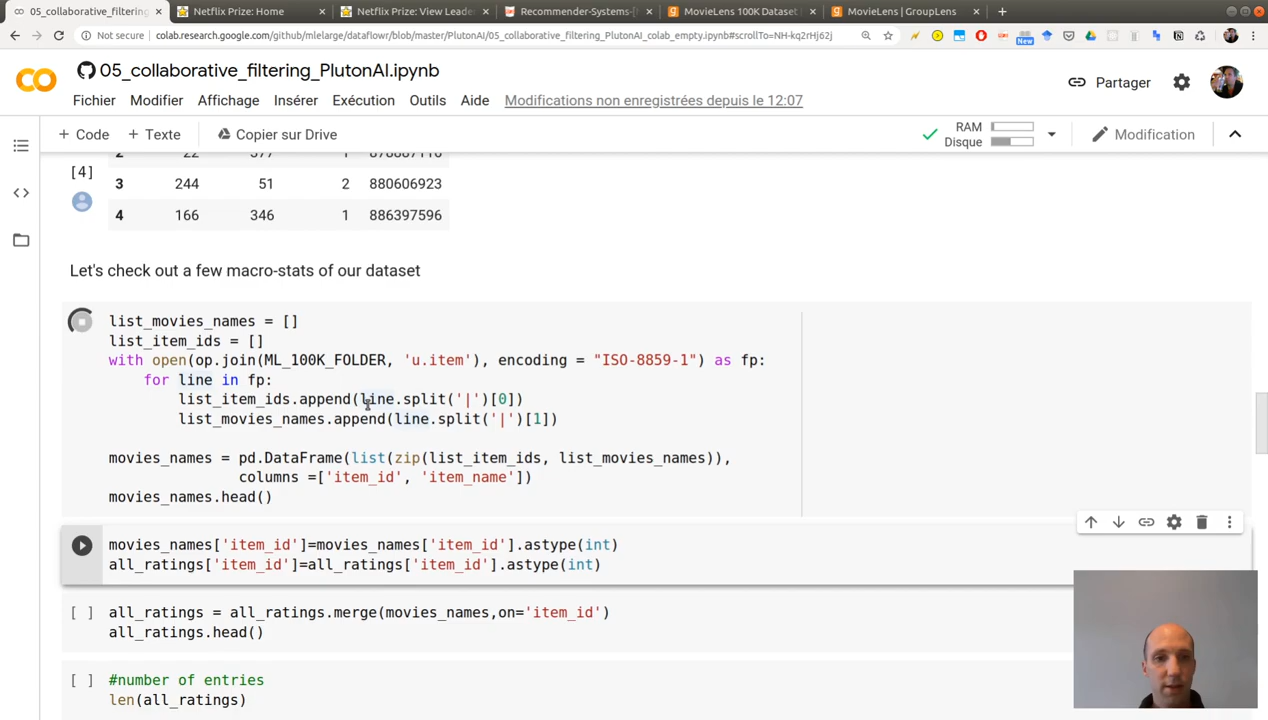 05_collaborative_filtering
Netflix Prize: Home
Netflix Prize: View Leade
Recommender-Systems-[
MovieLens 100K Dataset
MovieLens | GroupLens
Not secure
colab.research.google.com/github/mlelarge/dataflowr/blob/master/PlutonAI/05_collaborative_filtering_PlutonAI_colab_empty.ipynb#scrollTo=NH-kq2rHj62j
New
CO
05_collaborative_filtering_PlutonAI.ipynb
Partager
Fichier Modifier Affichage Insérer Exécution Outils Aide Modifications non enregistrées depuis le 12:07
+ Code + Texte Copier sur Drive
RAM
Disque
Modification
2 22 377 1 878887116
[4]
3 244 51 2 880606923
4 166 346 1 886397596
Let's check out a few macro-stats of our dataset
list_movies_names = []
list_item_ids = []
with open(op.join(ML_100K_FOLDER, 'u.item'), encoding = "ISO-8859-1") as fp:
for line in fp:
list_item_ids.append(line.split('|')[0])
list_movies_names.append(line.split('|')[1])
movies_names = pd.DataFrame(list(zip(list_item_ids, list_movies_names)),
columns =['item_id', 'item_name'])
movies_names.head()
movies_names['item_id']=movies_names['item_id'].astype(int)
all_ratings['item_id']=all_ratings['item_id'].astype(int)
[ ] all_ratings = all_ratings.merge(movies_names,on='item_id')
all_ratings.head()
[ ] #number of entries
len(all_ratings)